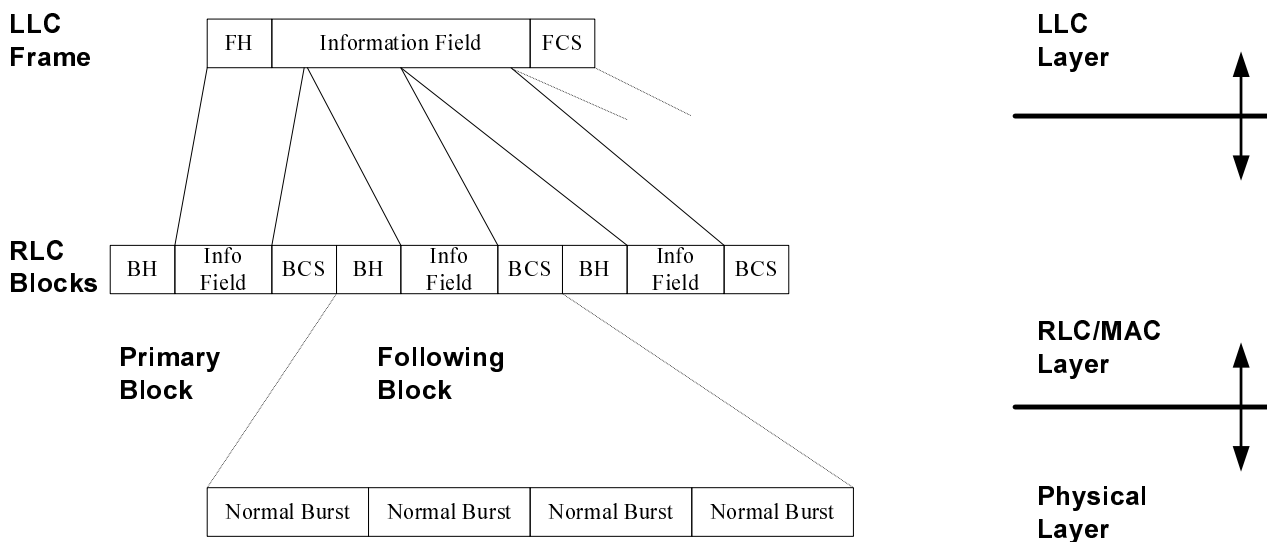 LLC
Frame
FH
Information Field
FCS
LLC
Layer
RLC
Blocks
BH
Info
Field
BCS
BH
Info
Field
BCS
BH
Info
Field
BCS
Primary
Block
Following
Block
RLC/MAC
Layer
Normal Burst
Normal Burst
Normal Burst
Normal Burst
Physical
Layer